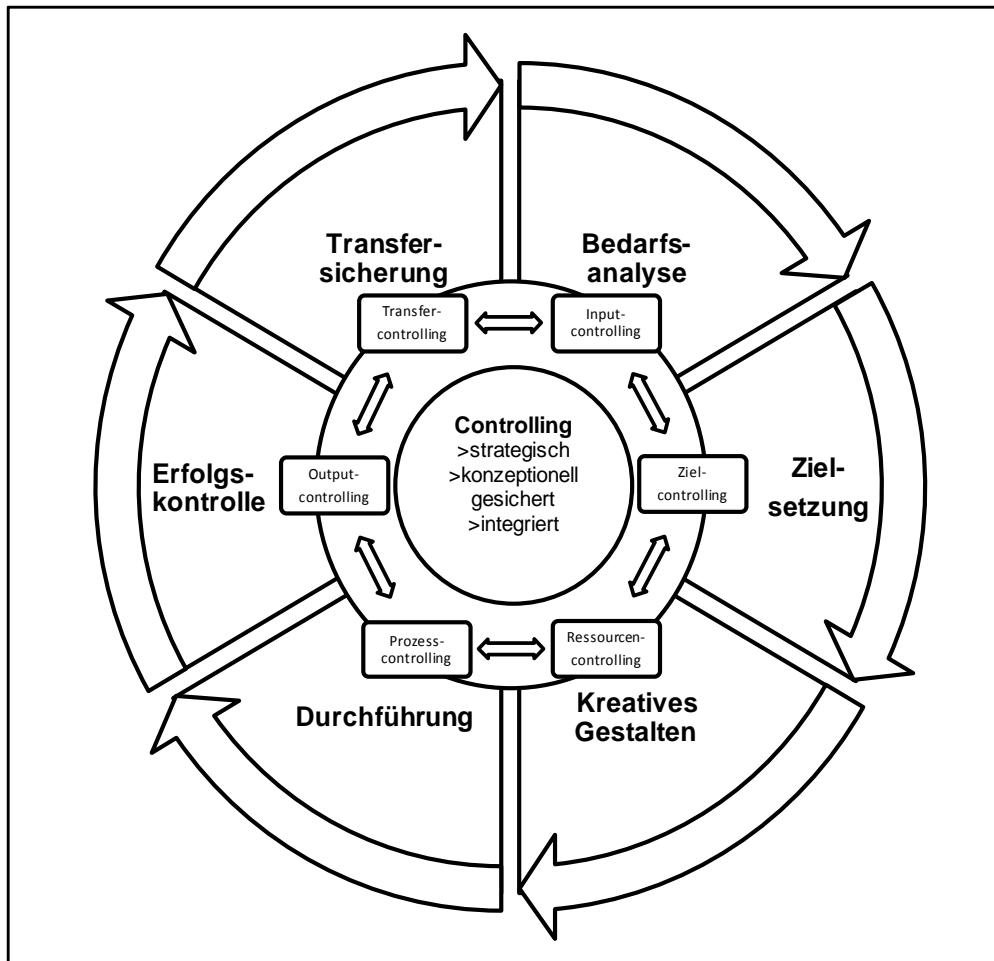 Transfer-
sicherung
Bedarfs-
analyse
Transfer-
controlling
Input-
controlling
Controlling
>strategisch
>konzeptionell
gesichert
>integriert
Erfolgs-
kontrolle
Output-
controlling
Ziel-
controlling
Ziel-
setzung
Prozess-
controlling
Ressourcen-
controlling
Durchführung
Kreatives
Gestalten